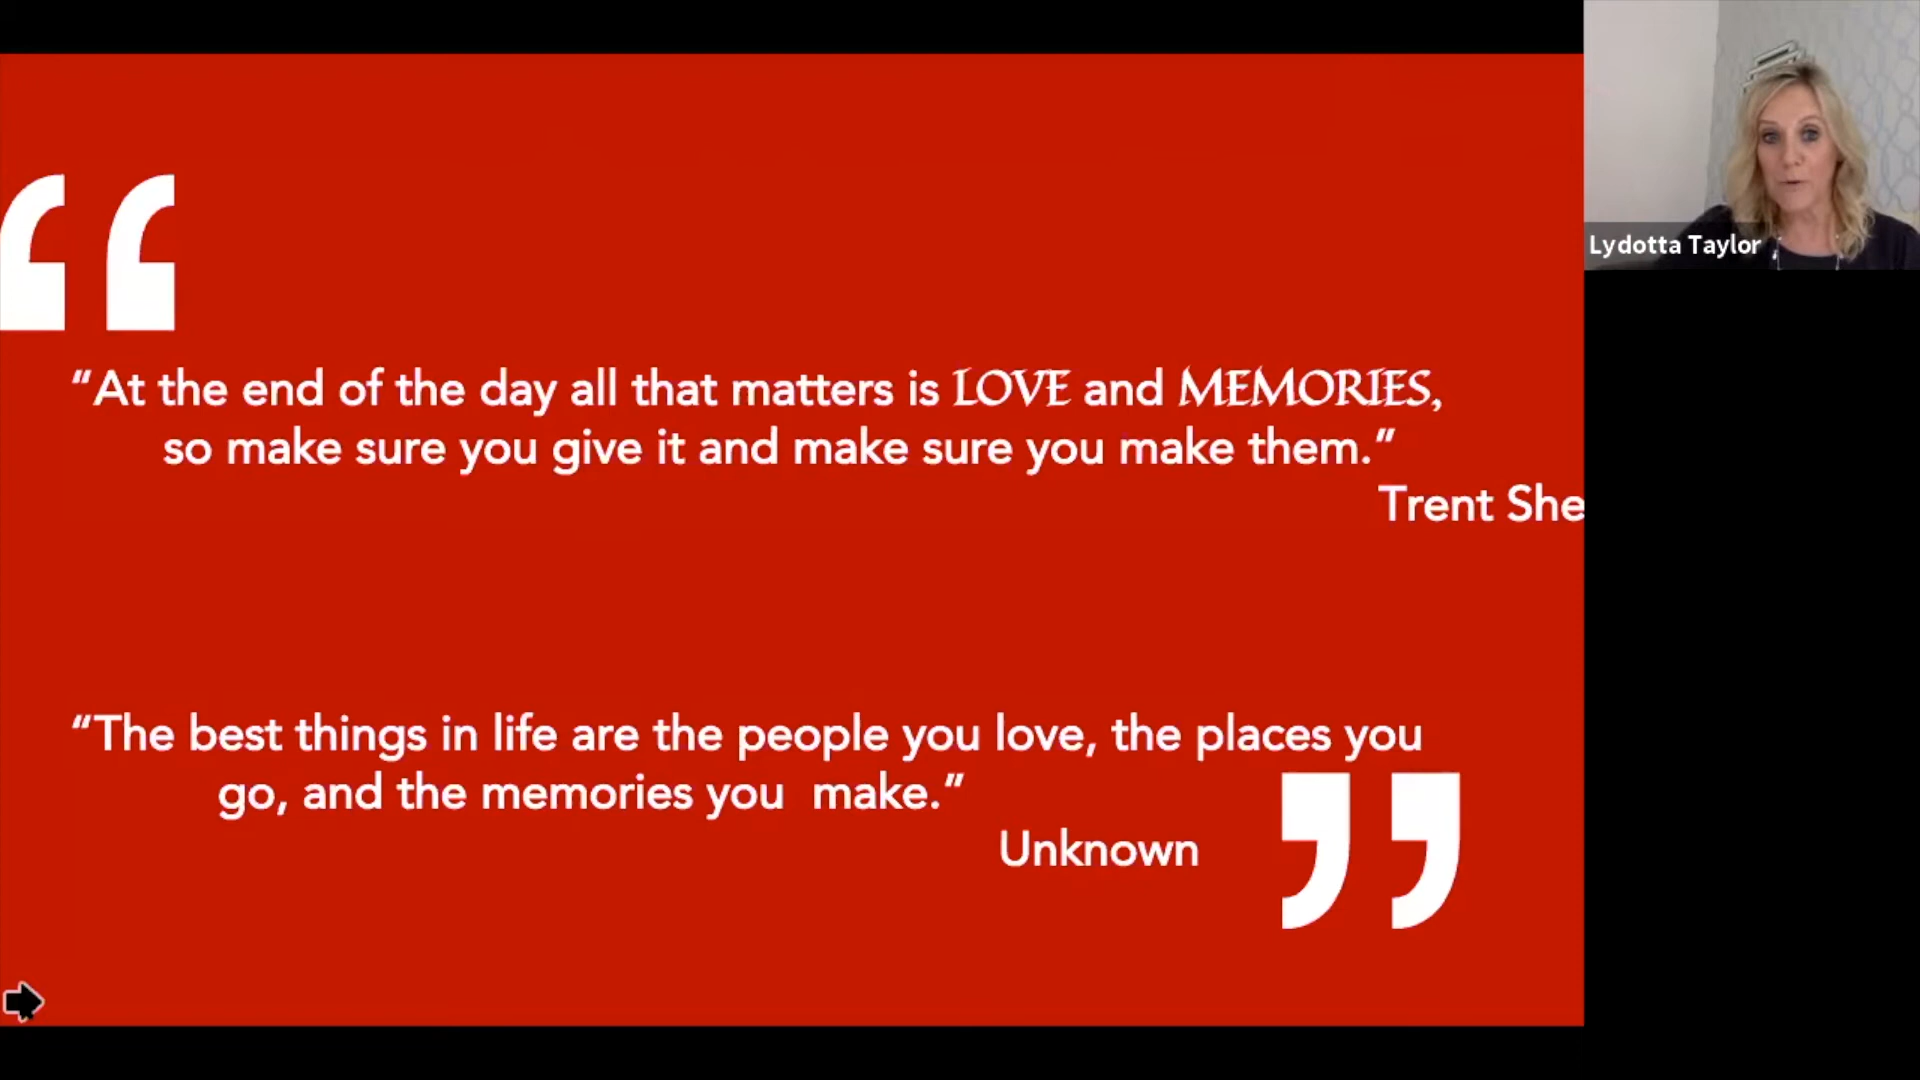 “At the end of the day all that matters is LOVE and MEMORIES,
so make sure you give it and make sure you make them.”
Trent She
“The best things in life are the people you love, the places you
go, and the memories you  make.”
Unknown
Lydotta Taylor